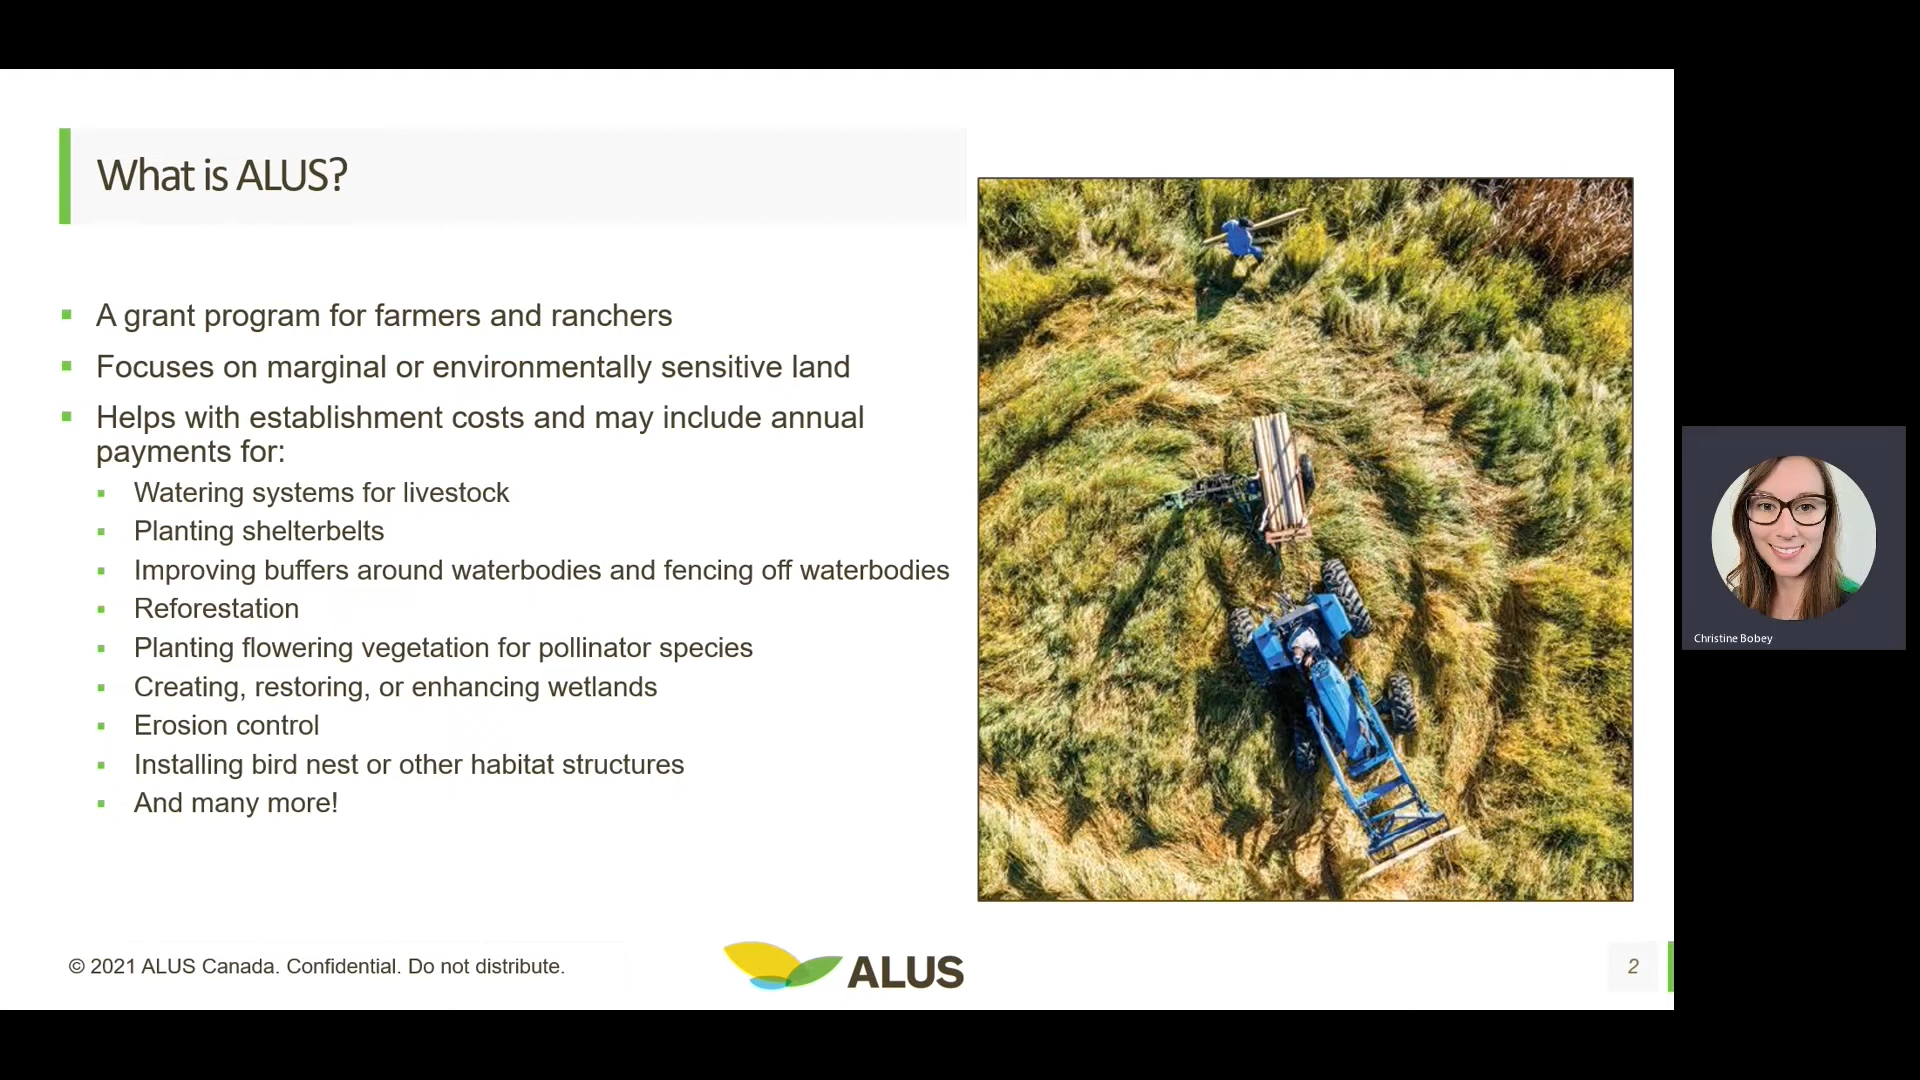 What is ALUS?
A grant program for farmers and ranchers
Focuses on marginal or environmentally sensitive land
Helps with establishment costs and may include annual
payments for:
Watering systems for livestock
Planting shelterbelts
Improving buffers around waterbodies and fencing off waterbodies
Reforestation
Planting flowering vegetation for pollinator species
Creating, restoring, or enhancing wetlands
Erosion control
Installing bird nest or other habitat structures
And many more!
© 2021 ALUS Canada. Confidential. Do not distribute.
ALUS
2
Christine Bobey